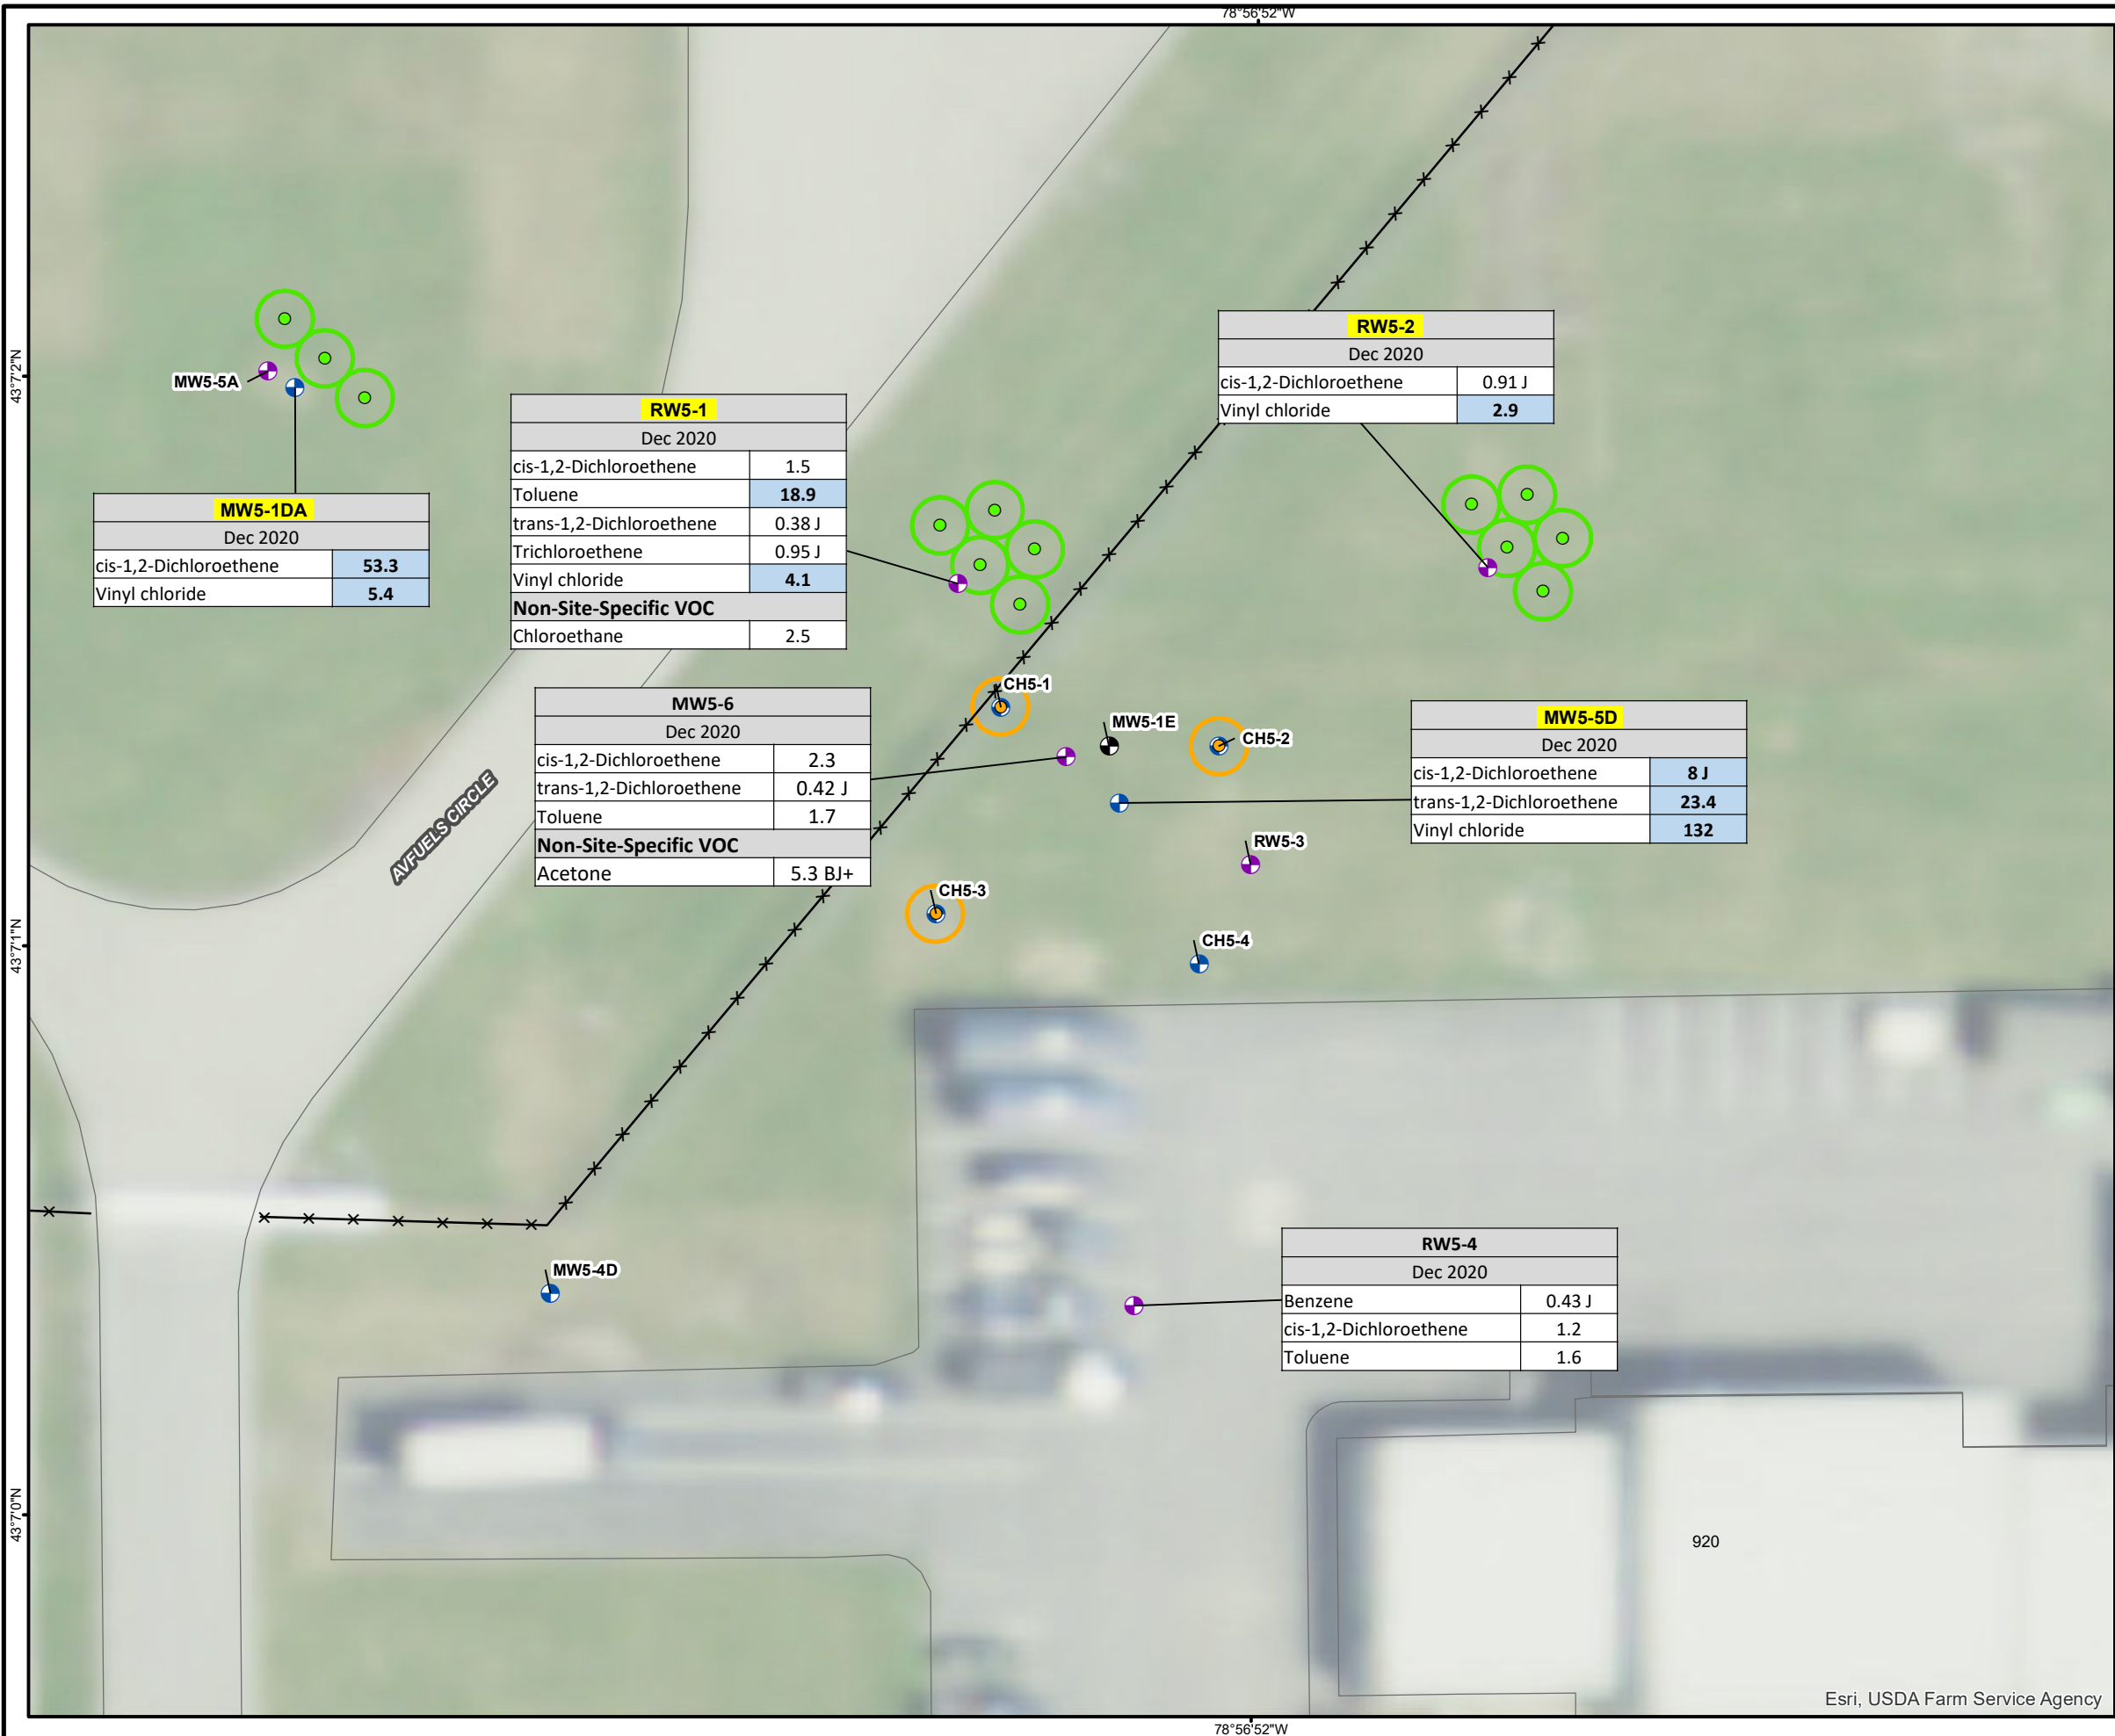 78°56'52"W
43°7'2"N
43°7'1"N
43°7'0"N
MW5-5A
MW5-1DA
Dec 2020
cis-1,2-Dichloroethene 53.3
Vinyl chloride 5.4
RW5-1
Dec 2020
cis-1,2-Dichloroethene 1.5
Toluene 18.9
trans-1,2-Dichloroethene 0.38 J
Trichloroethene 0.95 J
Vinyl chloride 4.1
Non-Site-Specific VOC
Chloroethane 2.5
RW5-2
Dec 2020
cis-1,2-Dichloroethene 0.91 J
Vinyl chloride 2.9
MW5-6
Dec 2020
cis-1,2-Dichloroethene 2.3
trans-1,2-Dichloroethene 0.42 J
Toluene 1.7
Non-Site-Specific VOC
Acetone 5.3 BJ+
CH5-1
MW5-1E
CH5-2
MW5-5D
Dec 2020
cis-1,2-Dichloroethene 8 J
trans-1,2-Dichloroethene 23.4
Vinyl chloride 132
AVFUELS CIRCLE
RW5-3
CH5-3
CH5-4
MW5-4D
RW5-4
Dec 2020
Benzene 0.43 J
cis-1,2-Dichloroethene 1.2
Toluene 1.6
920
Esri, USDA Farm Service Agency
78°56'52"W